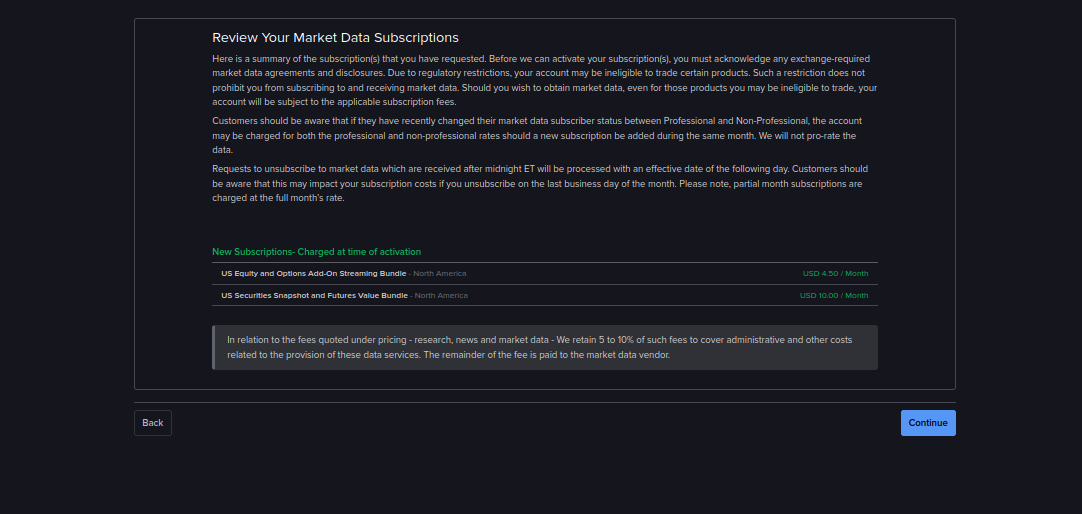 Review Your Market Data Subscriptions
Here is a summary of the subscription(s) that you have requested. Before we can activate your subscription(s), you must acknowledge any exchange-required
market data agreements and disclosures. Due to regulatory restrictions, your account may be ineligible to trade certain products. Such a restriction does not
prohibit you from subscribing to and receiving market data. Should you wish to obtain market data, even for those products you may be ineligible to trade, your
account will be subject to the applicable subscription fees.
Customers should be aware that if they have recently changed their market data subscriber status between Professional and Non-Professional, the account
may be charged for both the professional and non-professional rates should a new subscription be added during the same month. We will not pro-rate the
data.
Requests to unsubscribe to market data which are received after midnight ET will be processed with an effective date of the following day. Customers should
be aware that this may impact your subscription costs if you unsubscribe on the last business day of the month. Please note, partial month subscriptions are
charged at the full month's rate.
New Subscriptions- Charged at time of activation
US Equity and Options Add-On Streaming Bundle - North America USD 4.50 / Month
US Securities Snapshot and Futures Value Bundle - North America USD 10.00 / Month
In relation to the fees quoted under pricing - research, news and market data - We retain 5 to 10% of such fees to cover administrative and other costs
related to the provision of these data services. The remainder of the fee is paid to the market data vendor.
Back Continue